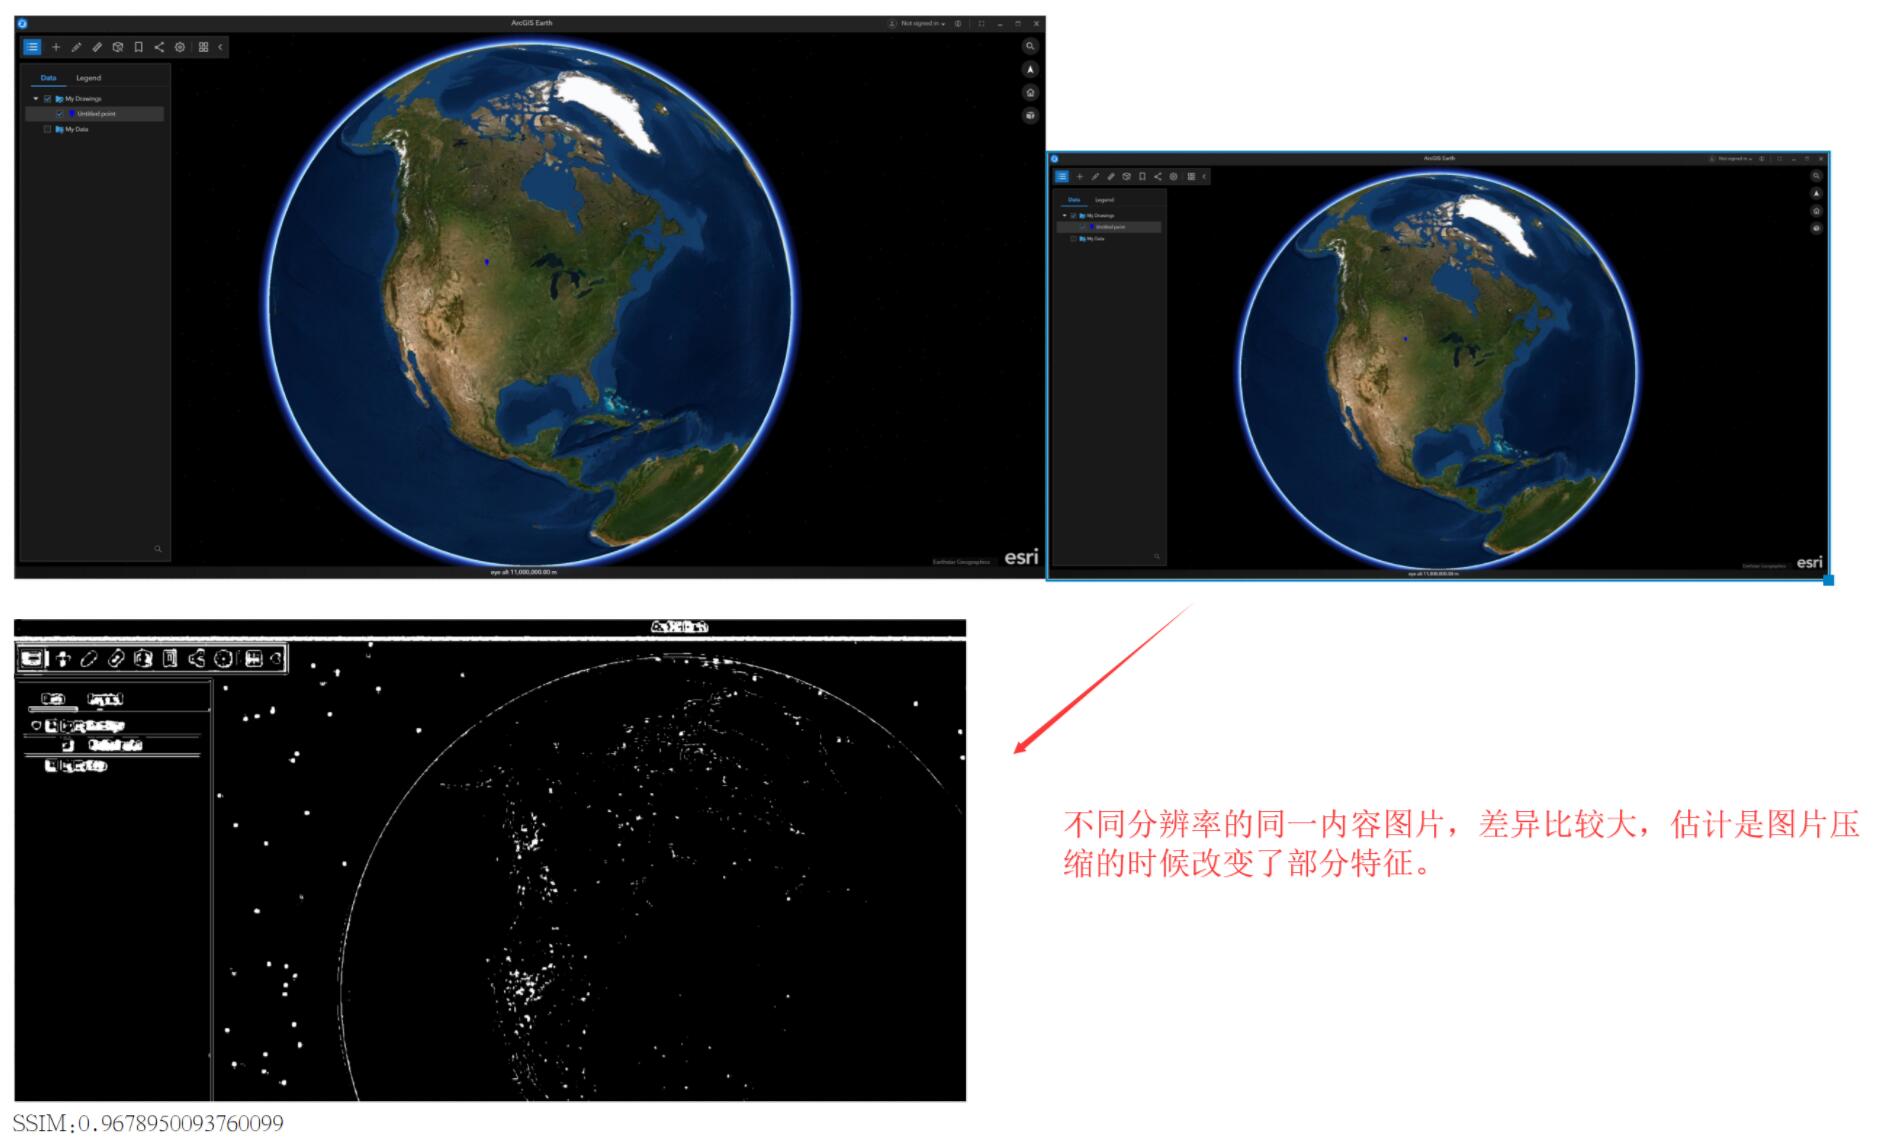 ArcGIS Earth
Not signed in
Data Legend
My Drawings
Untitled point
My Data
Earthstar Geographics
esri
eye alt 11,000,000.00 m
ArcGIS Earth
Not signed in
Data Legend
My Drawings
Untitled point
My Data
Earthstar Geographics
esri
eye alt 11,000,000.00 m
不同分辨率的同一内容图片，差异比较大，估计是图片压
缩的时候改变了部分特征。
SSIM:0.9678950093760099